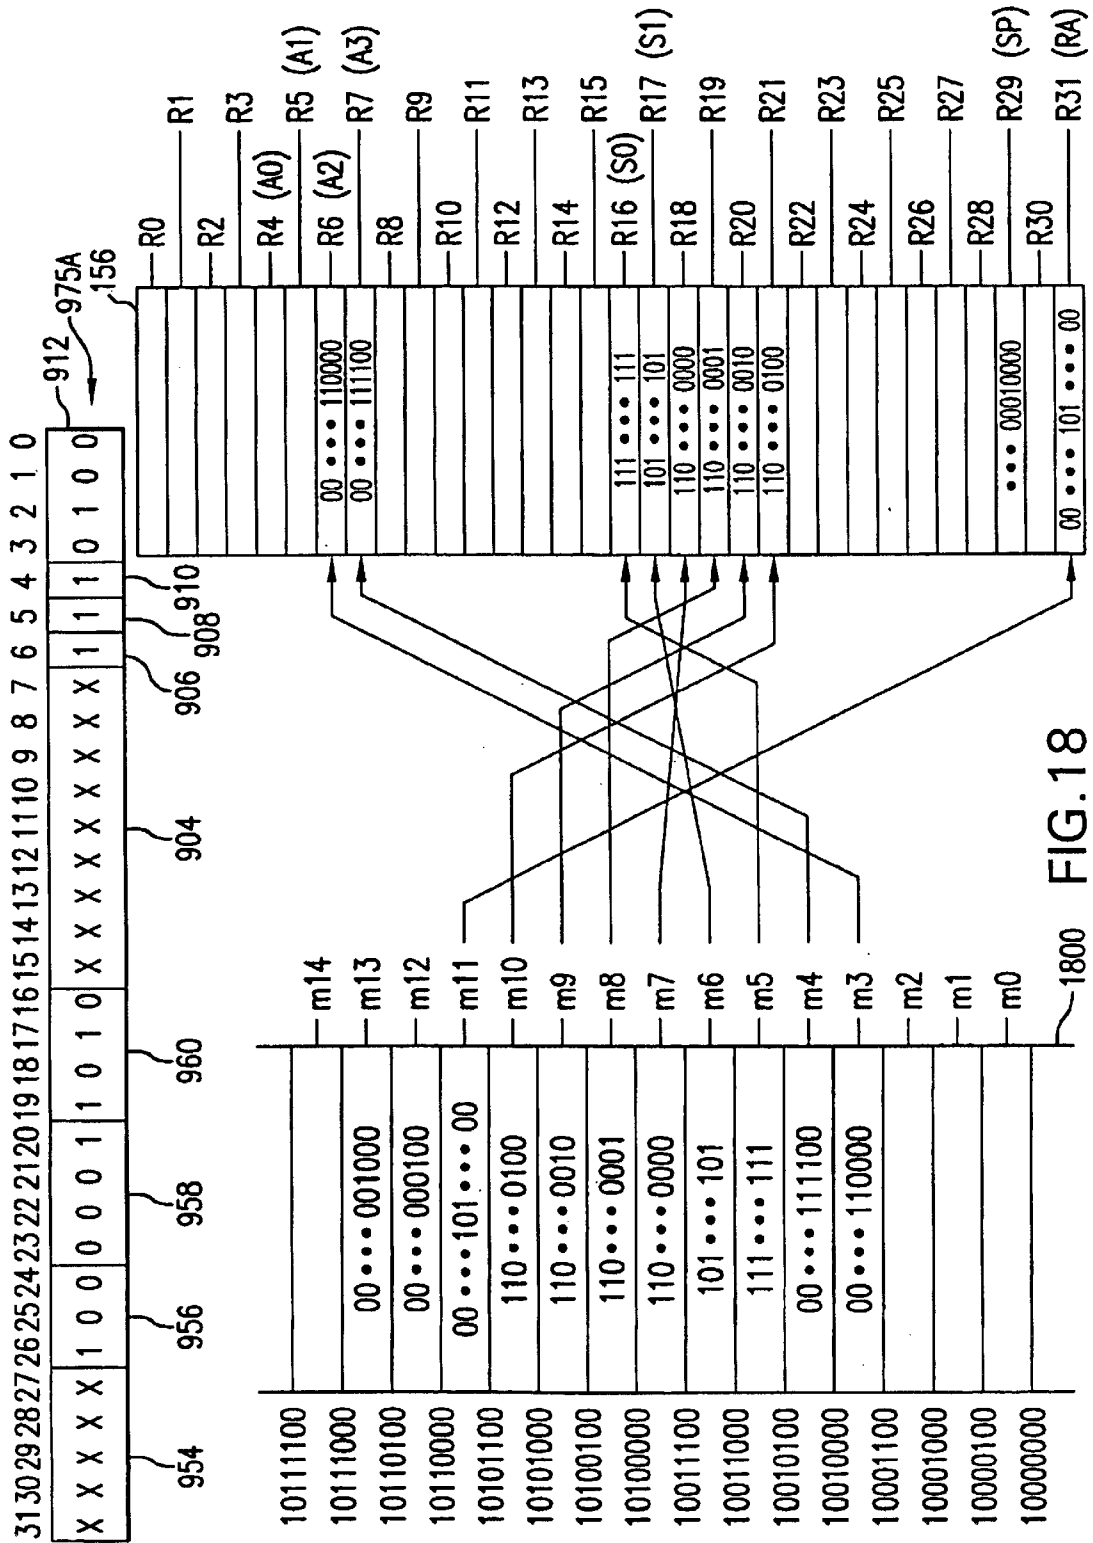 31 30 29 28 27 26 25 24 23 22 21 20 19 18 17 16 15 14 13 12 11 10 9 8 7 6 5 4 3 2 1 0
X X X X X 1 0 0 0 0 0 1 1 0 1 0 X X X X X X X X X 1 1 1 0 1 0 0
954 956 958 960 904 906 908 910 912
975A
156
10111100
m14
10111000
00 •••• 001000 m13
10110100
00 •••• 000100 m12
10110000
00 ••••101 •••• 00 m11
10101100
110 ••••0100 m10
10101000
110 ••••0010 m9
10100100
110 ••••0001 m8
10100000
110 ••••0000 m7
10011100
101 •••• 101 m6
10011000
111 •••• 111 m5
10010100
00 •••• 111100 m4
10010000
00 •••• 110000 m3
10001100
m2
10001000
m1
10000100
m0
10000000
1800
R0
R1
R2
R3
R4 (A0)
R5 (A1)
00 •••• 110000 R6 (A2)
00 •••• 111100 R7 (A3)
R8
R9
R10
R11
R12
R13
R14
R15
111 •••• 111 R16 (S0)
101 •••• 101 R17 (S1)
110 •••• 0000 R18
110 •••• 0001 R19
110 •••• 0010 R20
110 •••• 0100 R21
R22
R23
R24
R25
R26
R27
R28
••• 00010000 R29 (SP)
R30
00 •••• 101 •••• 00 R31 (RA)
FIG.18